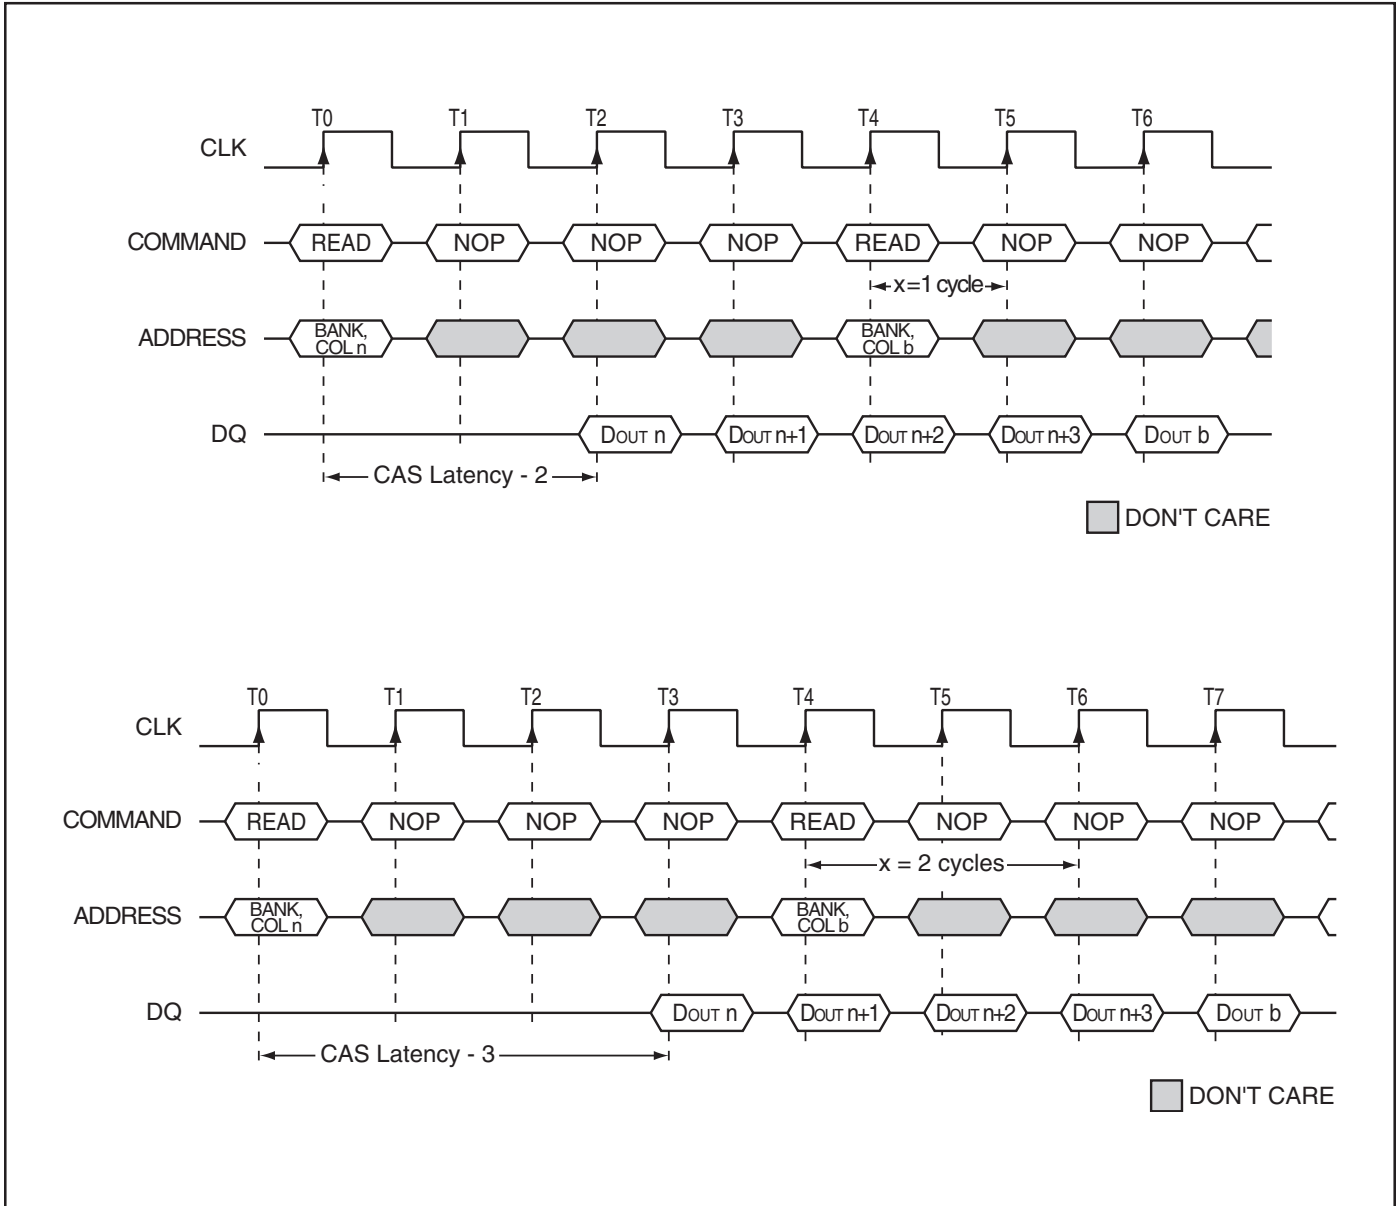 T0 T1 T2 T3 T4 T5 T6
CLK
COMMAND READ NOP NOP NOP READ NOP NOP
x=1 cycle
ADDRESS BANK, COL n BANK, COL b
DQ DOUT n DOUT n+1 DOUT n+2 DOUT n+3 DOUT b
CAS Latency - 2
DON'T CARE
T0 T1 T2 T3 T4 T5 T6 T7
CLK
COMMAND READ NOP NOP NOP READ NOP NOP NOP
x = 2 cycles
ADDRESS BANK, COL n BANK, COL b
DQ DOUT n DOUT n+1 DOUT n+2 DOUT n+3 DOUT b
CAS Latency - 3
DON'T CARE